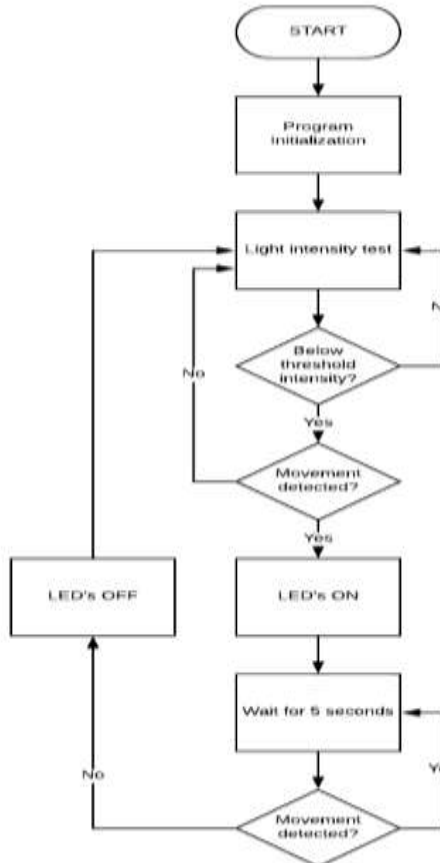 START
Program
Initialization
Light intensity test
Below
threshold
intensity?
No
Yes
Movement
detected?
Yes
LED's OFF
LED's ON
Wait for 5 seconds
No
Movement
detected?